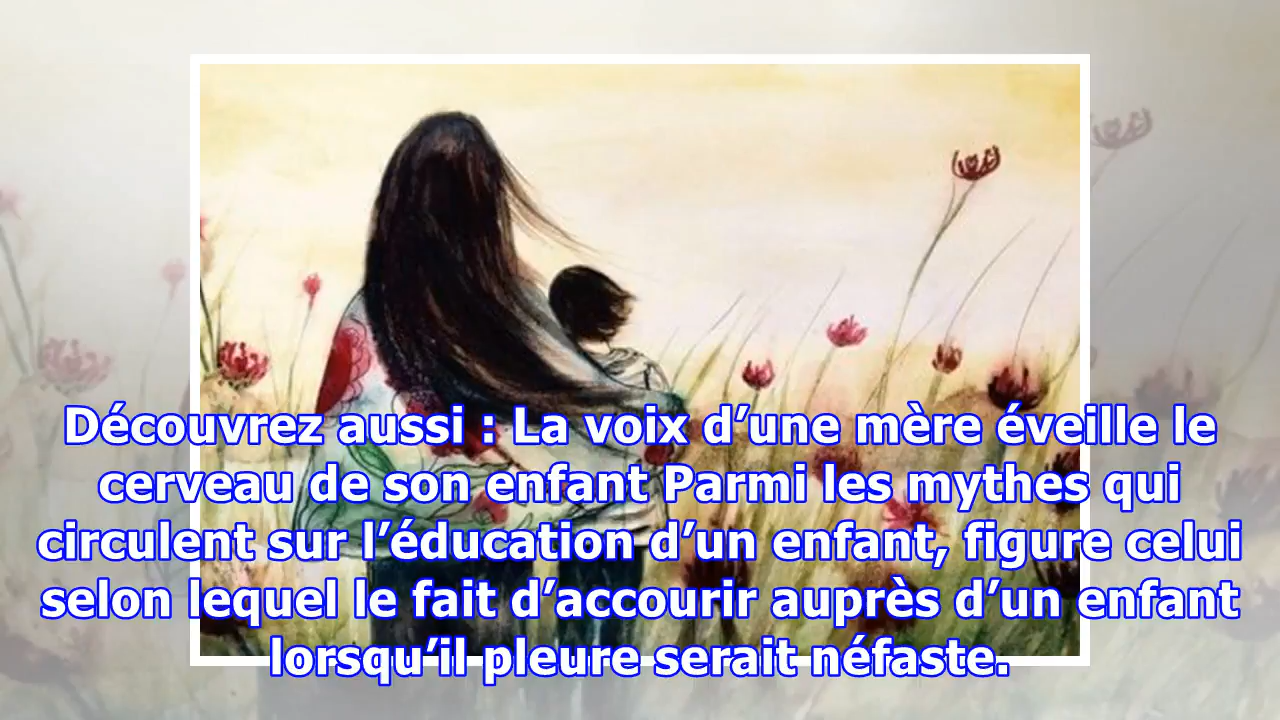 Découvrez aussi : La voix d’une mère éveille le
cerveau de son enfant Parmi les mythes qui
circulent sur l’éducation d’un enfant, figure celui
selon lequel le fait d’accourir auprès d’un enfant
lorsqu’il pleure serait néfaste.